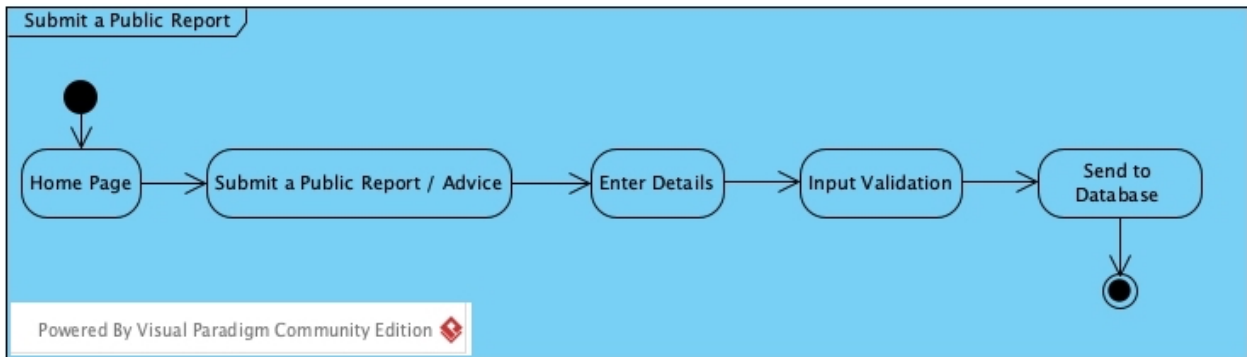 Submit a Public Report
Home Page
Submit a Public Report / Advice
Enter Details
Input Validation
Send to
Database
Powered By Visual Paradigm Community Edition